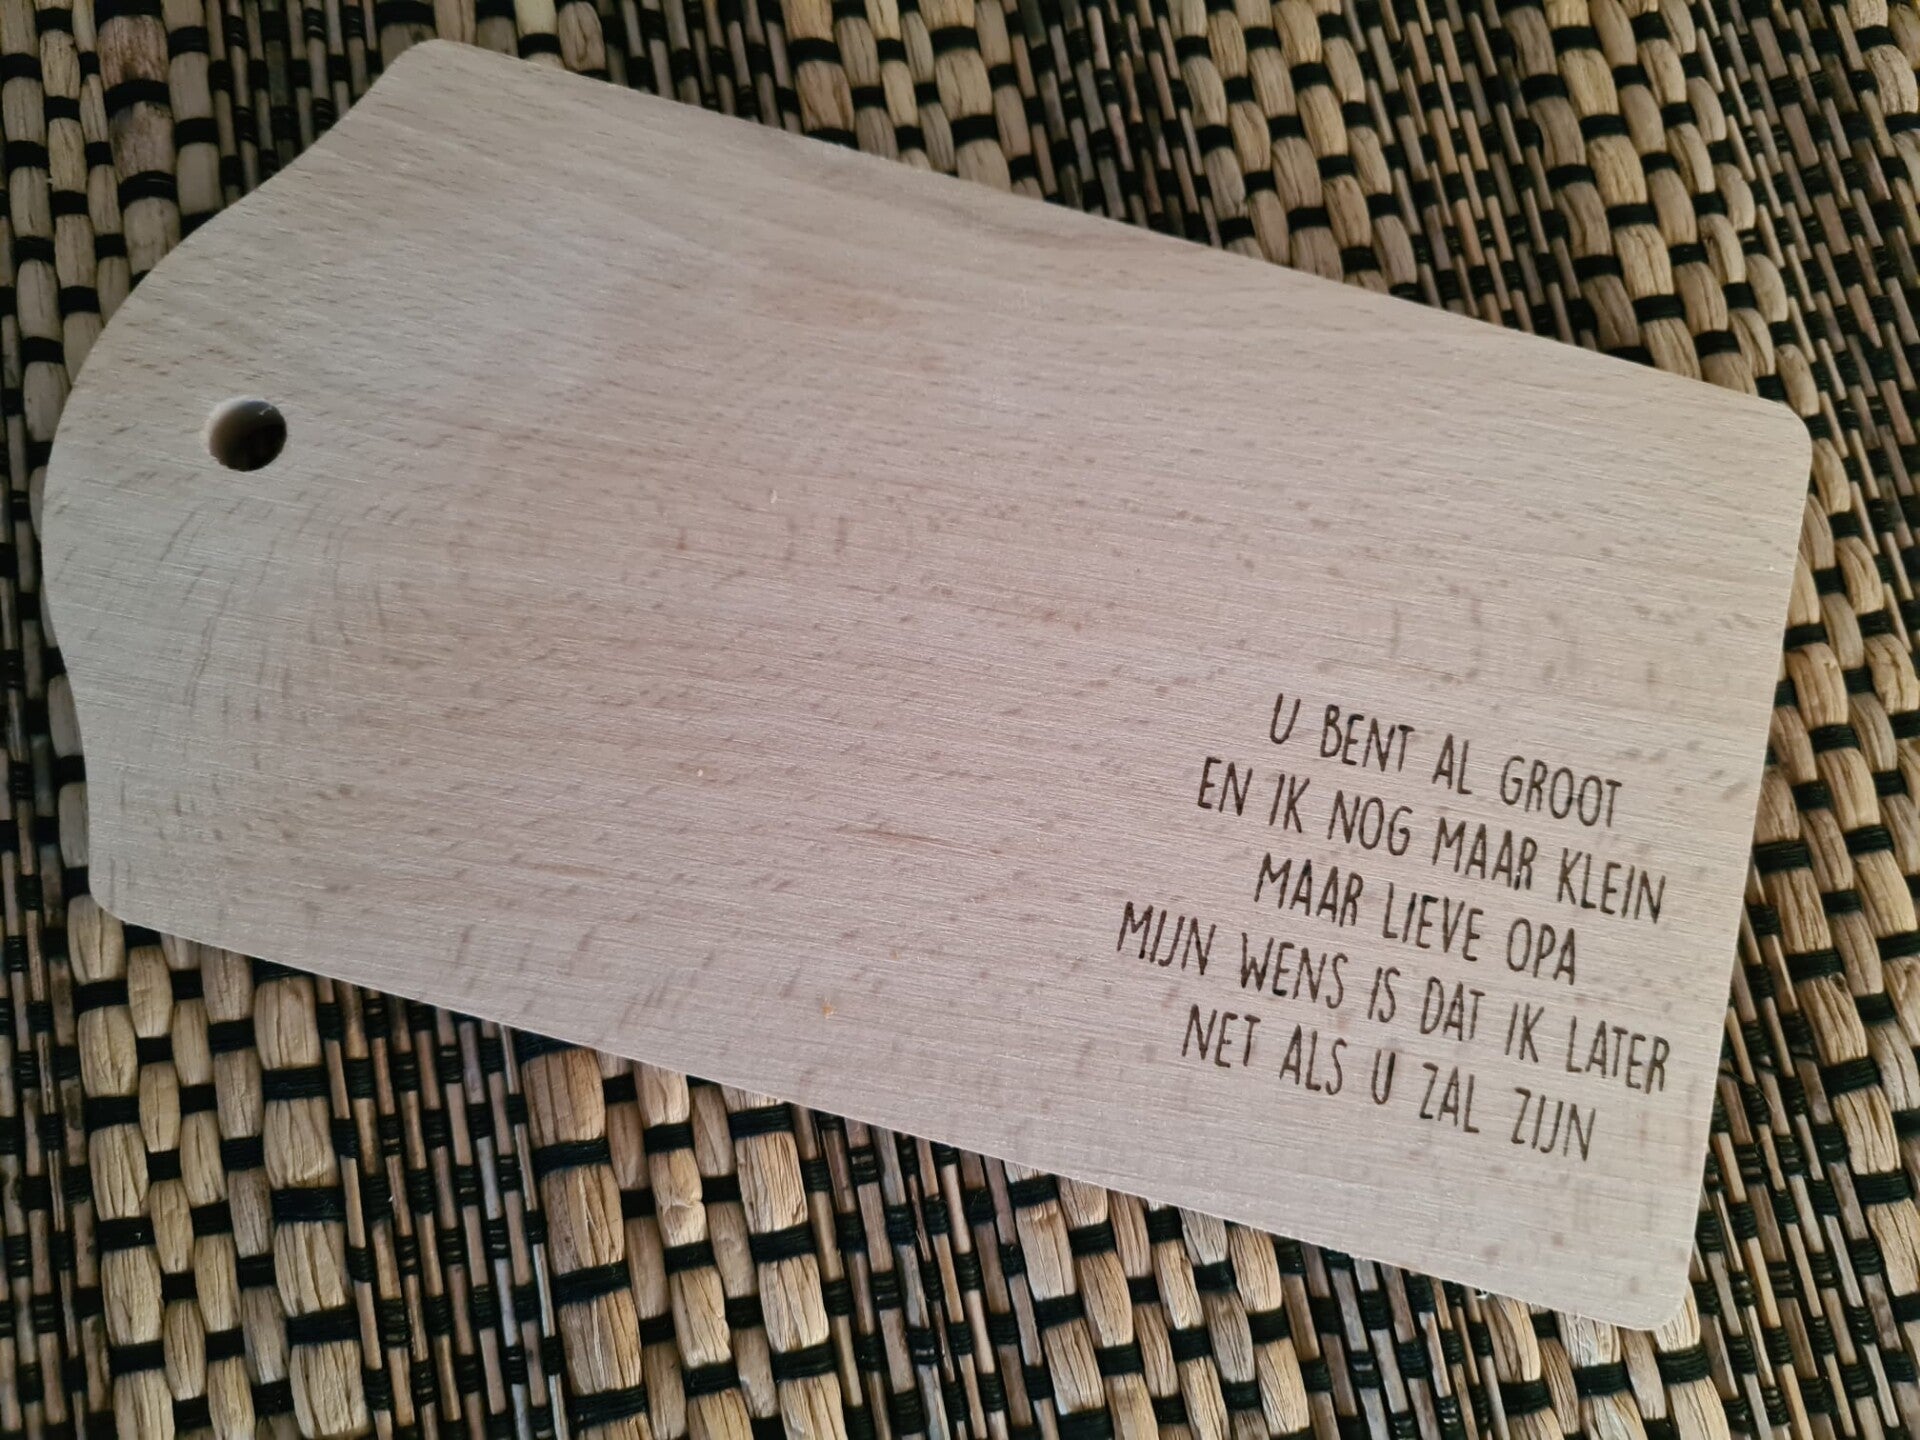 U BENT AL GROOT
EN IK NOG MAAR KLEIN
MAAR LIEVE OPA
MIJN WENS IS DAT IK LATER
NET ALS U ZAL ZIJN